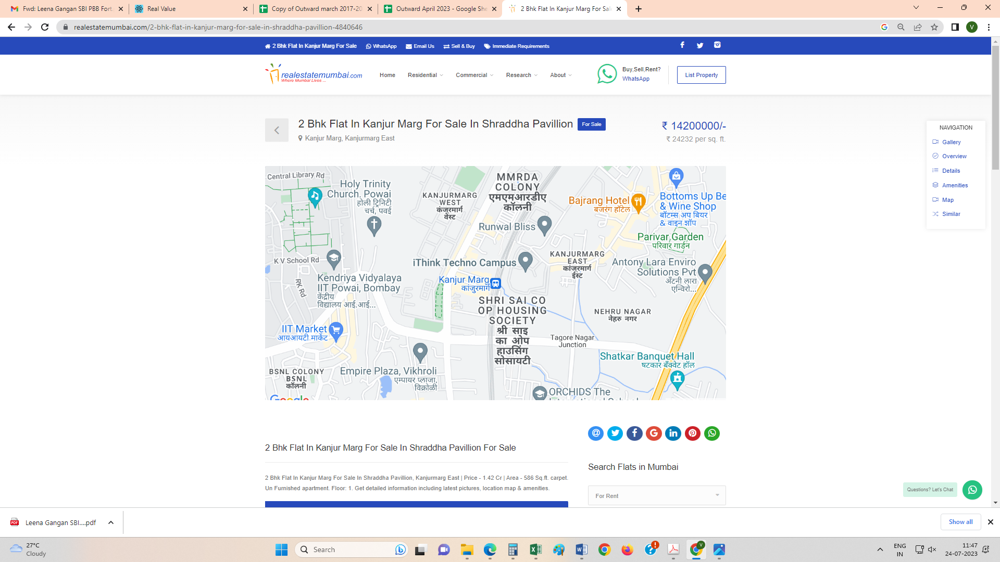 Fwd: Leena Gangan SBI PBB Fort
Real Value
Copy of Outward march 2017-20
Outward April 2023 - Google She
2 Bhk Flat In Kanjur Marg For Sale
realestatemumbai.com/2-bhk-flat-in-kanjur-marg-for-sale-in-shraddha-pavillion-4840646
V
2 Bhk Flat In Kanjur Marg For Sale
WhatsApp
Email Us
Sell & Buy
Immediate Requirements
realestatemumbai.com
Where Mumbai Lives ...
Home
Residential
Commercial
Research
About
Buy,Sell,Rent?
WhatsApp
List Property
2 Bhk Flat In Kanjur Marg For Sale In Shraddha Pavillion
For Sale
Kanjur Marg, Kanjurmarg East
₹ 14200000/-
₹ 24232 per sq. ft.
NAVIGATION
Gallery
Overview
Details
Amenities
Map
Similar
Central Library Rd
Holy Trinity
Church. Powai
होली ट्रिनिटी
चर्च, पवई
KANJURMARG
WEST
कंजूरमार्ग
वेस्ट
MMRDA
COLONY
एमएमआरडीए
कॉलनी
Bajrang Hotel
बजरंग हॉटेल
Bottoms Up Be
& Wine Shop
बॉटम्स अप बियर
& वाइन शॉप
Runwal Bliss
Parivar Garden
परिवार गार्डन
K V School Rd
iThink Techno Campus
KANJURMARG
EAST
कांजूरमार्ग
ईस्ट
Antony Lara Enviro
Solutions Pvt
अँटनी लारा
एन्विरो...
RK Rd
Kendriya Vidyalaya
IIT Powai, Bombay
केंद्रीय
विद्यालय आई.आई...
Kanjur Marg
कांजुरमार्ग
SHRI SAI CO
OP HOUSING
SOCIETY
श्री साइ
का ओप
हाउसिंग
सोसायटी
NEHRU NAGAR
नेहरु नगर
IIT Market
आयआयटी मार्केट
Tagore Nagar
Junction
Shatkar Banquet Hall
षटकार बँक्वेट हॉल
BSNL COLONY
BSNL
कॉलनी
Empire Plaza, Vikhroli
एम्पायर प्लाजा,
विक्रोळी
ORCHIDS The
International School
Google
2 Bhk Flat In Kanjur Marg For Sale In Shraddha Pavillion For Sale
2 Bhk Flat In Kanjur Marg For Sale In Shraddha Pavillion, Kanjurmarg East | Price - 1.42 Cr | Area - 586 Sq.ft. carpet.
Un Furnished apartment. Floor: 1. Get detailed information including latest pictures, location map & amenities.
Search Flats in Mumbai
For Rent
Questions? Let's Chat
Leena Gangan SBI....pdf
Show all
27°C
Cloudy
Search
ENG
IN
11:47
24-07-2023